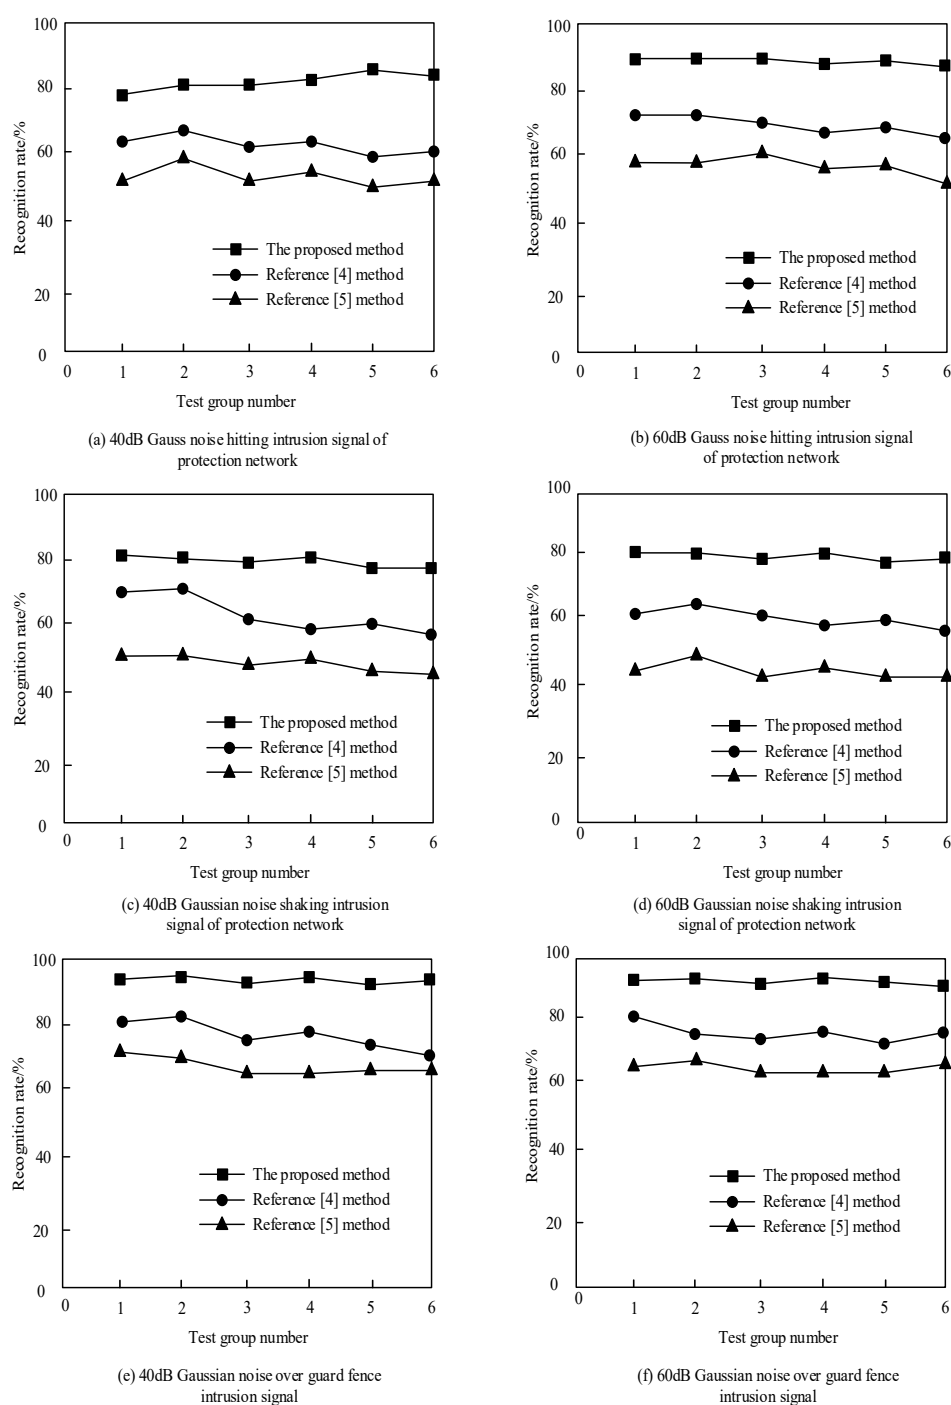 100
80
60
40
20
0
Recognition rate/%
The proposed method
Reference [4] method
Reference [5] method
0 1 2 3 4 5 6
Test group number
(a) 40dB Gauss noise hitting intrusion signal of
protection network
100
80
60
40
20
0
Recognition rate/%
The proposed method
Reference [4] method
Reference [5] method
0 1 2 3 4 5 6
Test group number
(b) 60dB Gauss noise hitting intrusion signal
of protection network
100
80
60
40
20
0
Recognition rate/%
The proposed method
Reference [4] method
Reference [5] method
0 1 2 3 4 5 6
Test group number
(c) 40dB Gaussian noise shaking intrusion
signal of protection network
100
80
60
40
20
0
Recognition rate/%
The proposed method
Reference [4] method
Reference [5] method
0 1 2 3 4 5 6
Test group number
(d) 60dB Gaussian noise shaking intrusion
signal of protection network
100
80
60
40
20
0
Recognition rate/%
The proposed method
Reference [4] method
Reference [5] method
0 1 2 3 4 5 6
Test group number
(e) 40dB Gaussian noise over guard fence
intrusion signal
100
80
60
40
20
0
Recognition rate/%
The proposed method
Reference [4] method
Reference [5] method
0 1 2 3 4 5 6
Test group number
(f) 60dB Gaussian noise over guard fence
intrusion signal